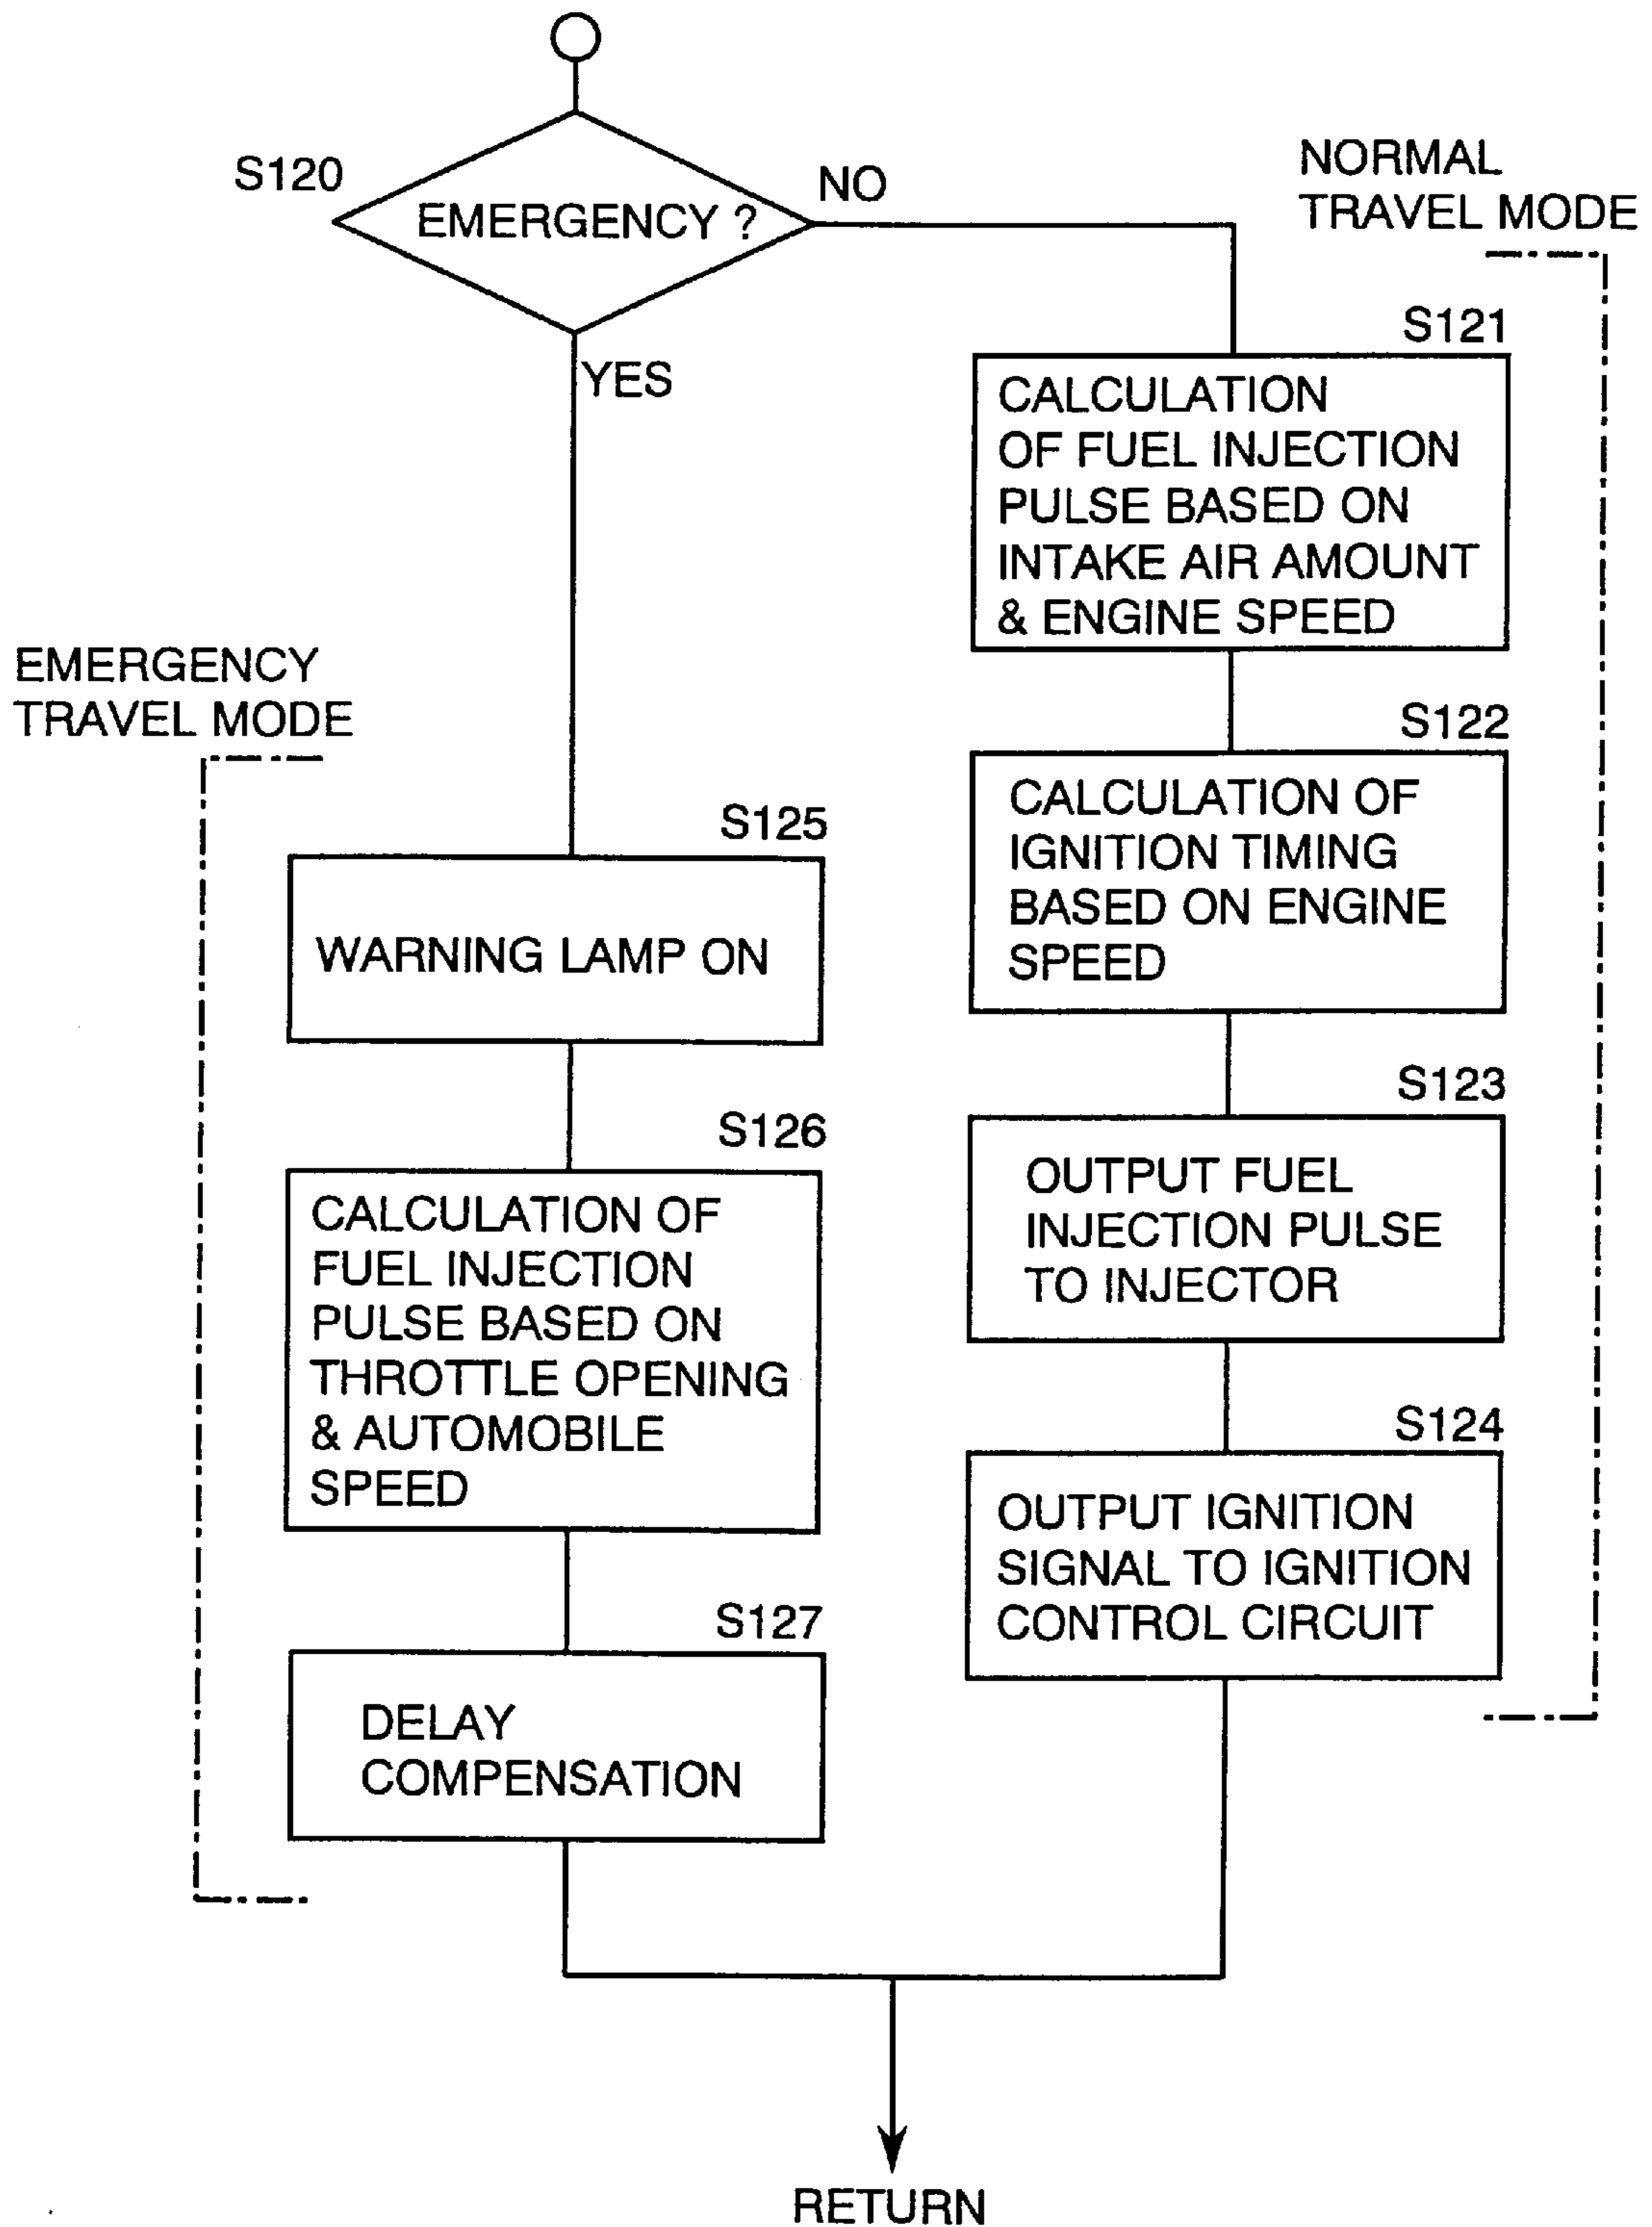 S120
EMERGENCY ?
NO
YES
NORMAL
TRAVEL MODE
S121
CALCULATION
OF FUEL INJECTION
PULSE BASED ON
INTAKE AIR AMOUNT
& ENGINE SPEED
S122
CALCULATION OF
IGNITION TIMING
BASED ON ENGINE
SPEED
S123
OUTPUT FUEL
INJECTION PULSE
TO INJECTOR
S124
OUTPUT IGNITION
SIGNAL TO IGNITION
CONTROL CIRCUIT
EMERGENCY
TRAVEL MODE
S125
WARNING LAMP ON
S126
CALCULATION OF
FUEL INJECTION
PULSE BASED ON
THROTTLE OPENING
& AUTOMOBILE
SPEED
S127
DELAY
COMPENSATION
RETURN